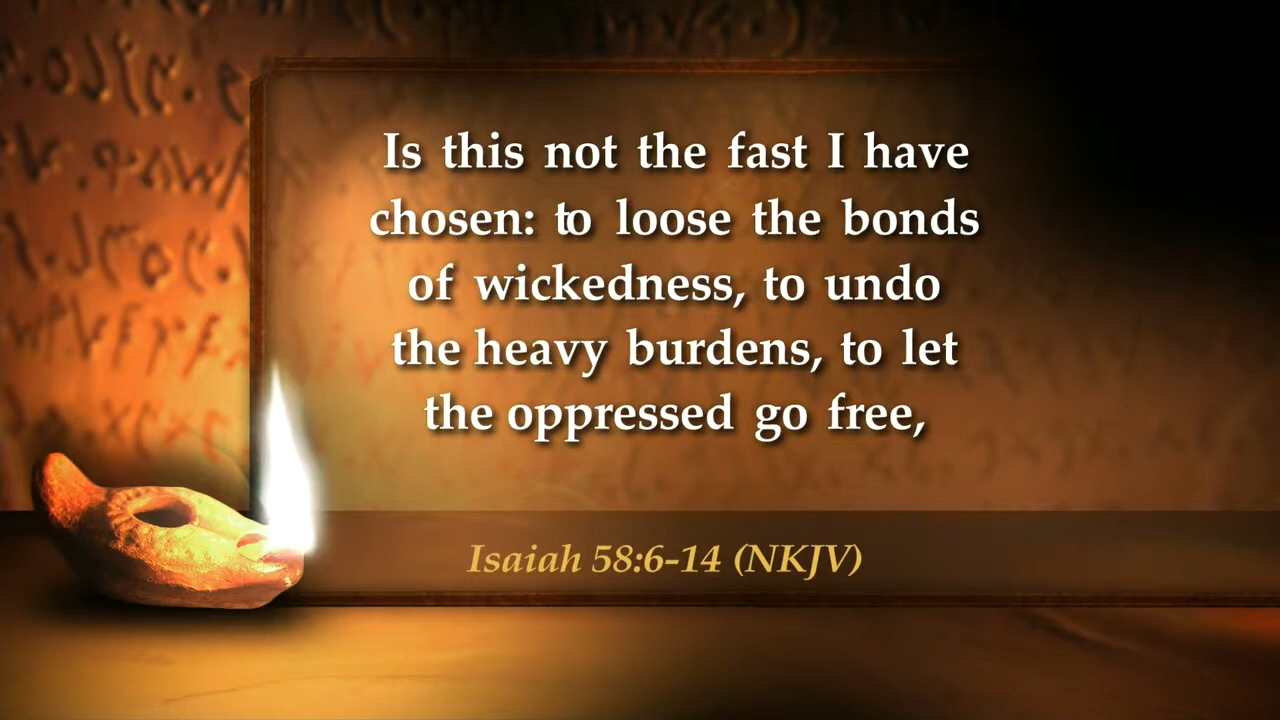 Is this not the fast I have
chosen: to loose the bonds
of wickedness, to undo
the heavy burdens, to let
the oppressed go free,
Isaiah 58:6-14 (NKJV)